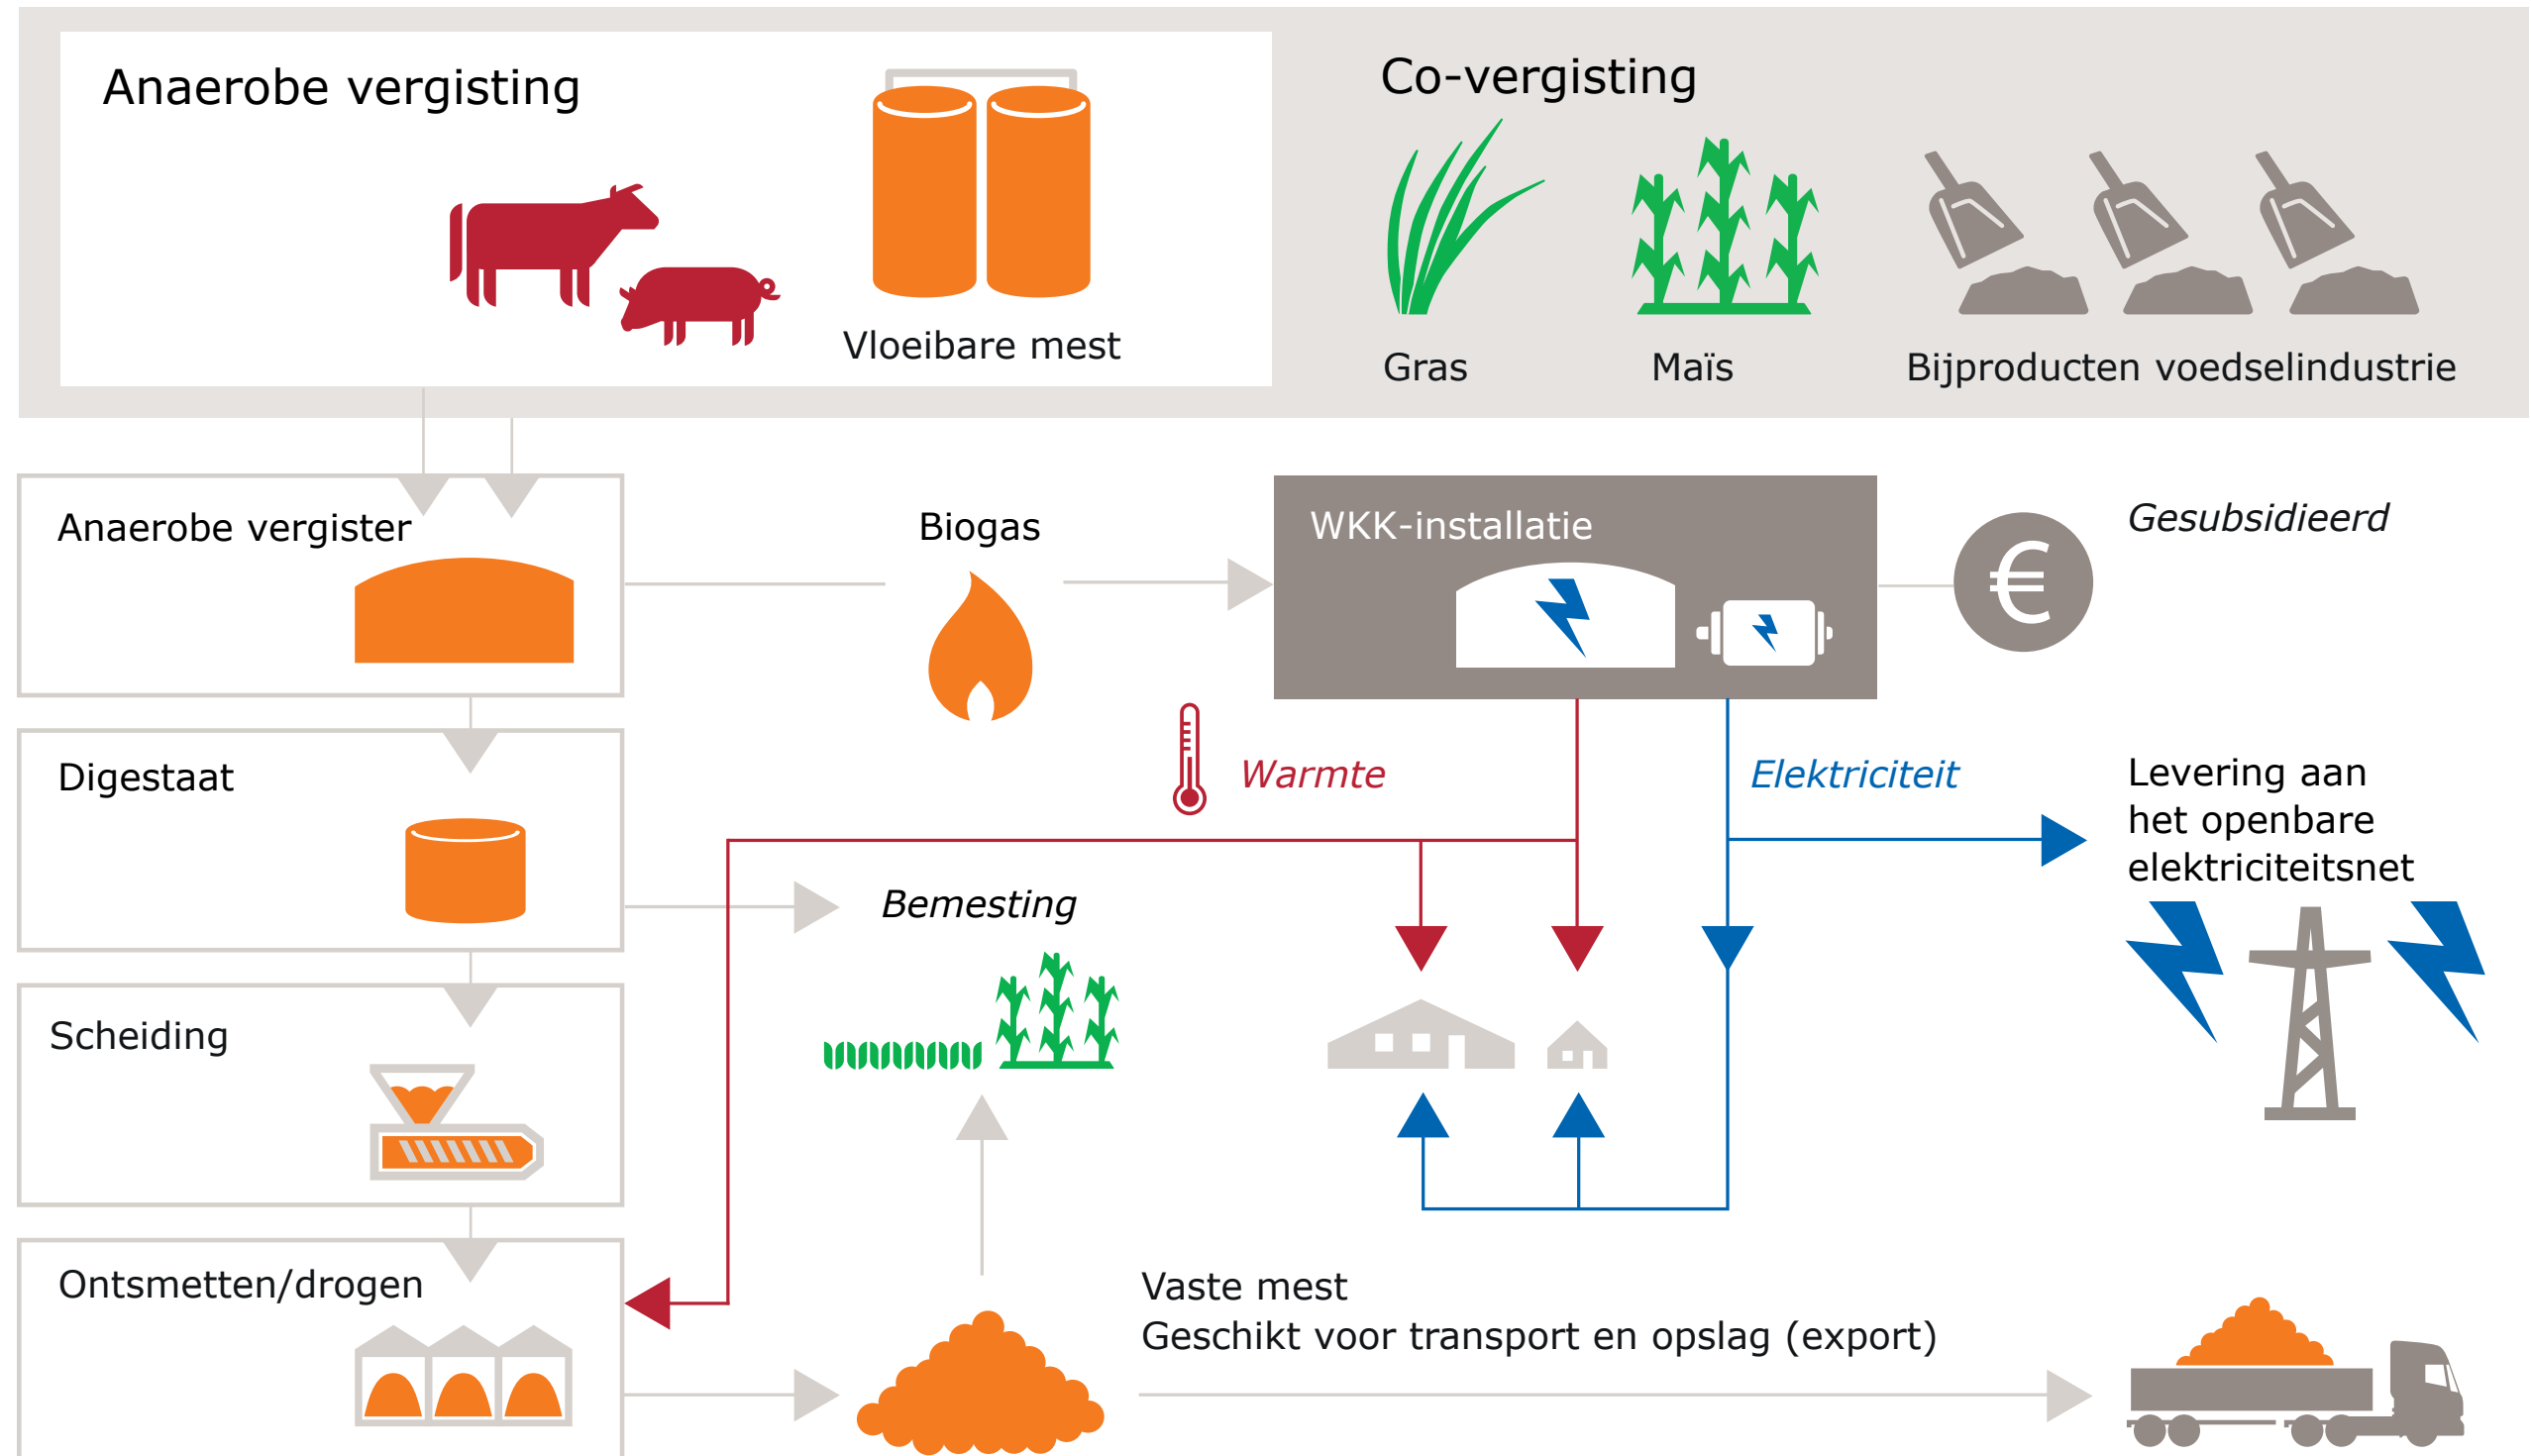 Anaerobe vergisting
Vloeibare mest
Co-vergisting
Gras
Maïs
Bijproducten voedselindustrie
Anaerobe vergister
Biogas
WKK-installatie
€
Gesubsidieerd
Digestaat
Warmte
Elektriciteit
Levering aan
het openbare
elektriciteitsnet
Bemesting
Scheiding
Ontsmetten/drogen
Vaste mest
Geschikt voor transport en opslag (export)